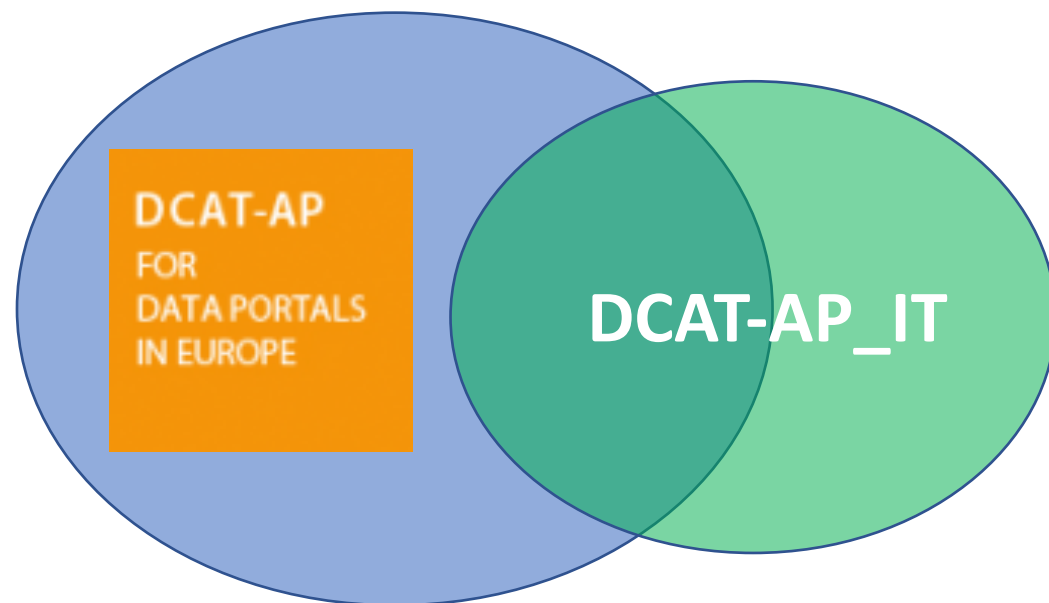 DCAT-AP
FOR
DATA PORTALS
IN EUROPE
DCAT-AP_IT